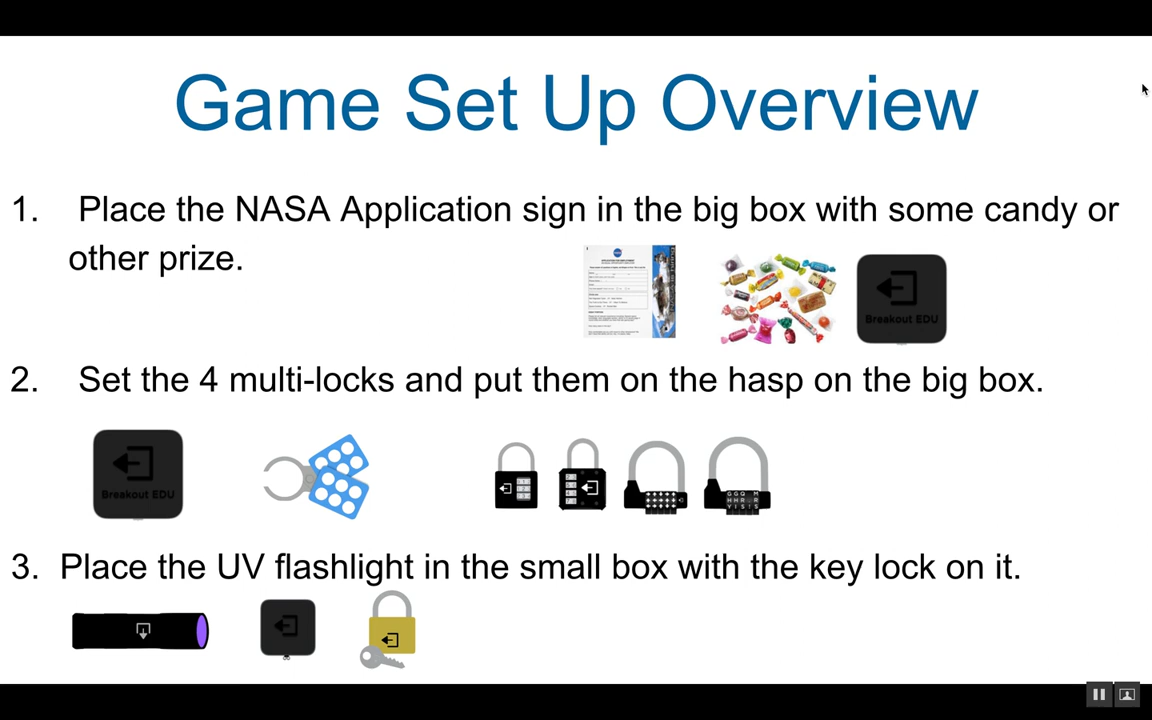 Game Set Up Overview
1. Place the NASA Application sign in the big box with some candy or
other prize.
Breakout EDU
2. Set the 4 multi-locks and put them on the hasp on the big box.
Breakout EDU
3. Place the UV flashlight in the small box with the key lock on it.